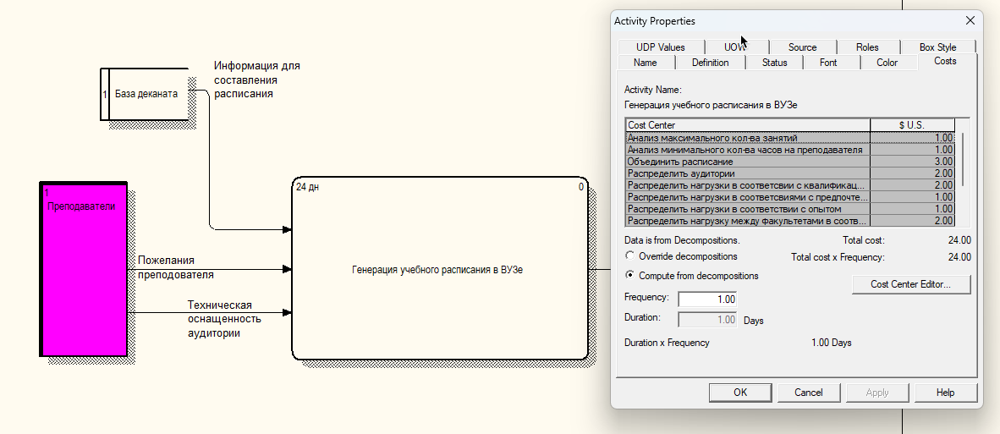 Информация для
составления
расписания
1 База деканата
1
Преподаватели
24 дн 0
Генерация учебного расписания в ВУЗе
Пожелания
преподователя
Техническая
оснащенность
аудитории
Activity Properties
UDP Values UOW Source Roles Box Style
Name Definition Status Font Color Costs
Activity Name:
Генерация учебного расписания в ВУЗе
Cost Center $ U.S.
Анализ максимального кол-ва занятий 1.00
Анализ минимального кол-ва часов на преподавателя 1.00
Объединить расписание 3.00
Распределить аудитории 2.00
Распределить нагрузки в соответсвии с квалификац... 2.00
Распределить нагрузки в соответсвиями с предпочте... 1.00
Распределить нагрузки в соответствии с опытом 1.00
Распределить нагрузку между факультетами в соотв... 2.00
Data is from Decompositions. Total cost: 24.00
Override decompositions Total cost x Frequency: 24.00
Compute from decompositions
Cost Center Editor...
Frequency: 1.00
Duration: 1.00 Days
Duration x Frequency 1.00 Days
OK Cancel Apply Help